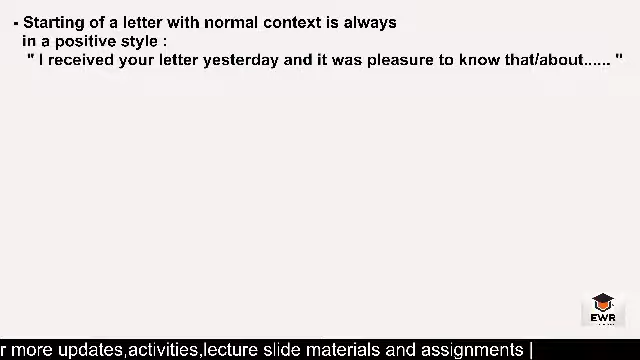 - Starting of a letter with normal context is always
in a positive style :
" I received your letter yesterday and it was pleasure to know that/about...... "
EWR
r more updates,activities,lecture slide materials and assignments |